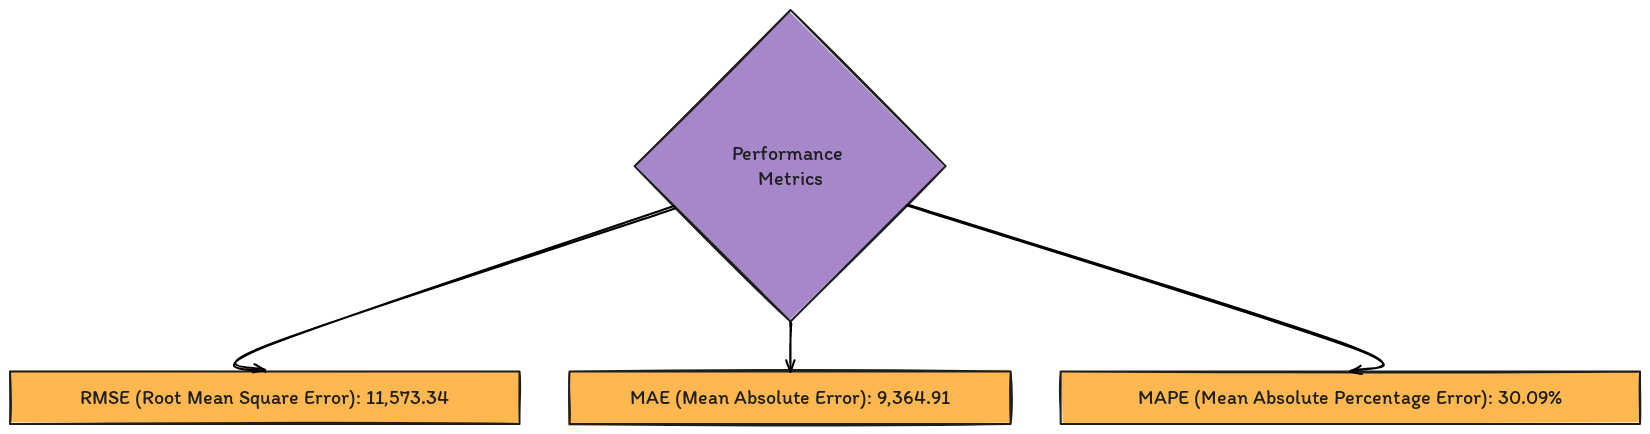 Performance
Metrics
RMSE (Root Mean Square Error): 11,573.34
MAE (Mean Absolute Error): 9,364.91
MAPE (Mean Absolute Percentage Error): 30.09%